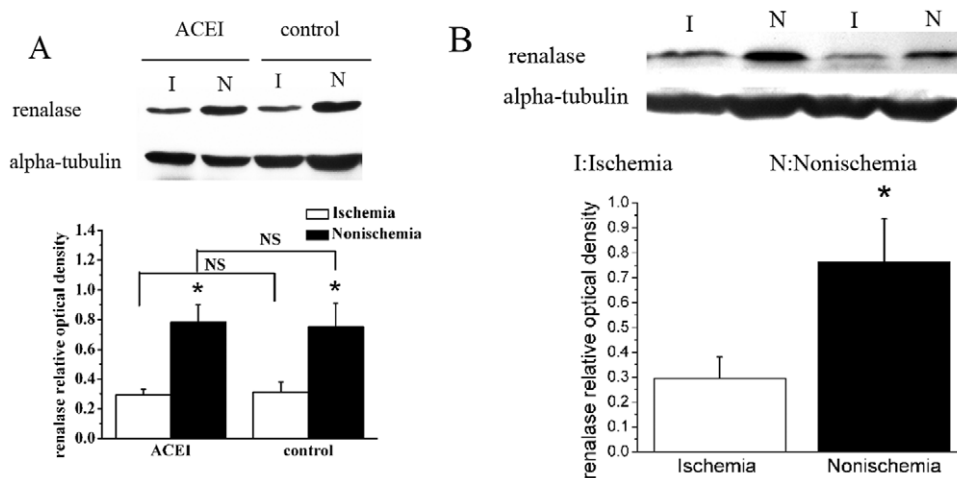 A
ACEI control
I N I N
renalase
alpha-tubulin
Ischemia
Nonischemia
NS
NS
* *
1.4
1.2
1.0
0.8
0.6
0.4
0.2
0.0
renalase relative optical density
ACEI control
B
I N I N
renalase
alpha-tubulin
I:Ischemia N:Nonischemia
*
1.0
0.9
0.8
0.7
0.6
0.5
0.4
0.3
0.2
0.1
0.0
renalase relative optical density
Ischemia Nonischemia